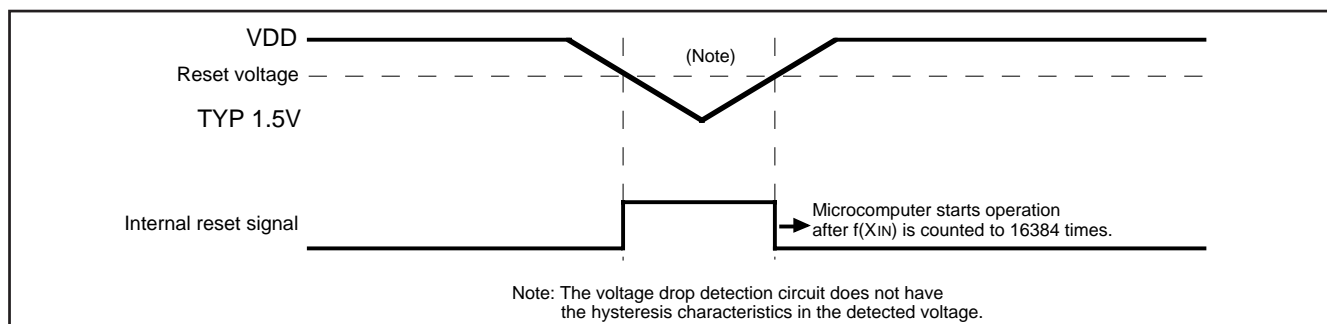 VDD
(Note)
Reset voltage
TYP 1.5V
Internal reset signal
Microcomputer starts operation
after f(XIN) is counted to 16384 times.
Note: The voltage drop detection circuit does not have
the hysteresis characteristics in the detected voltage.